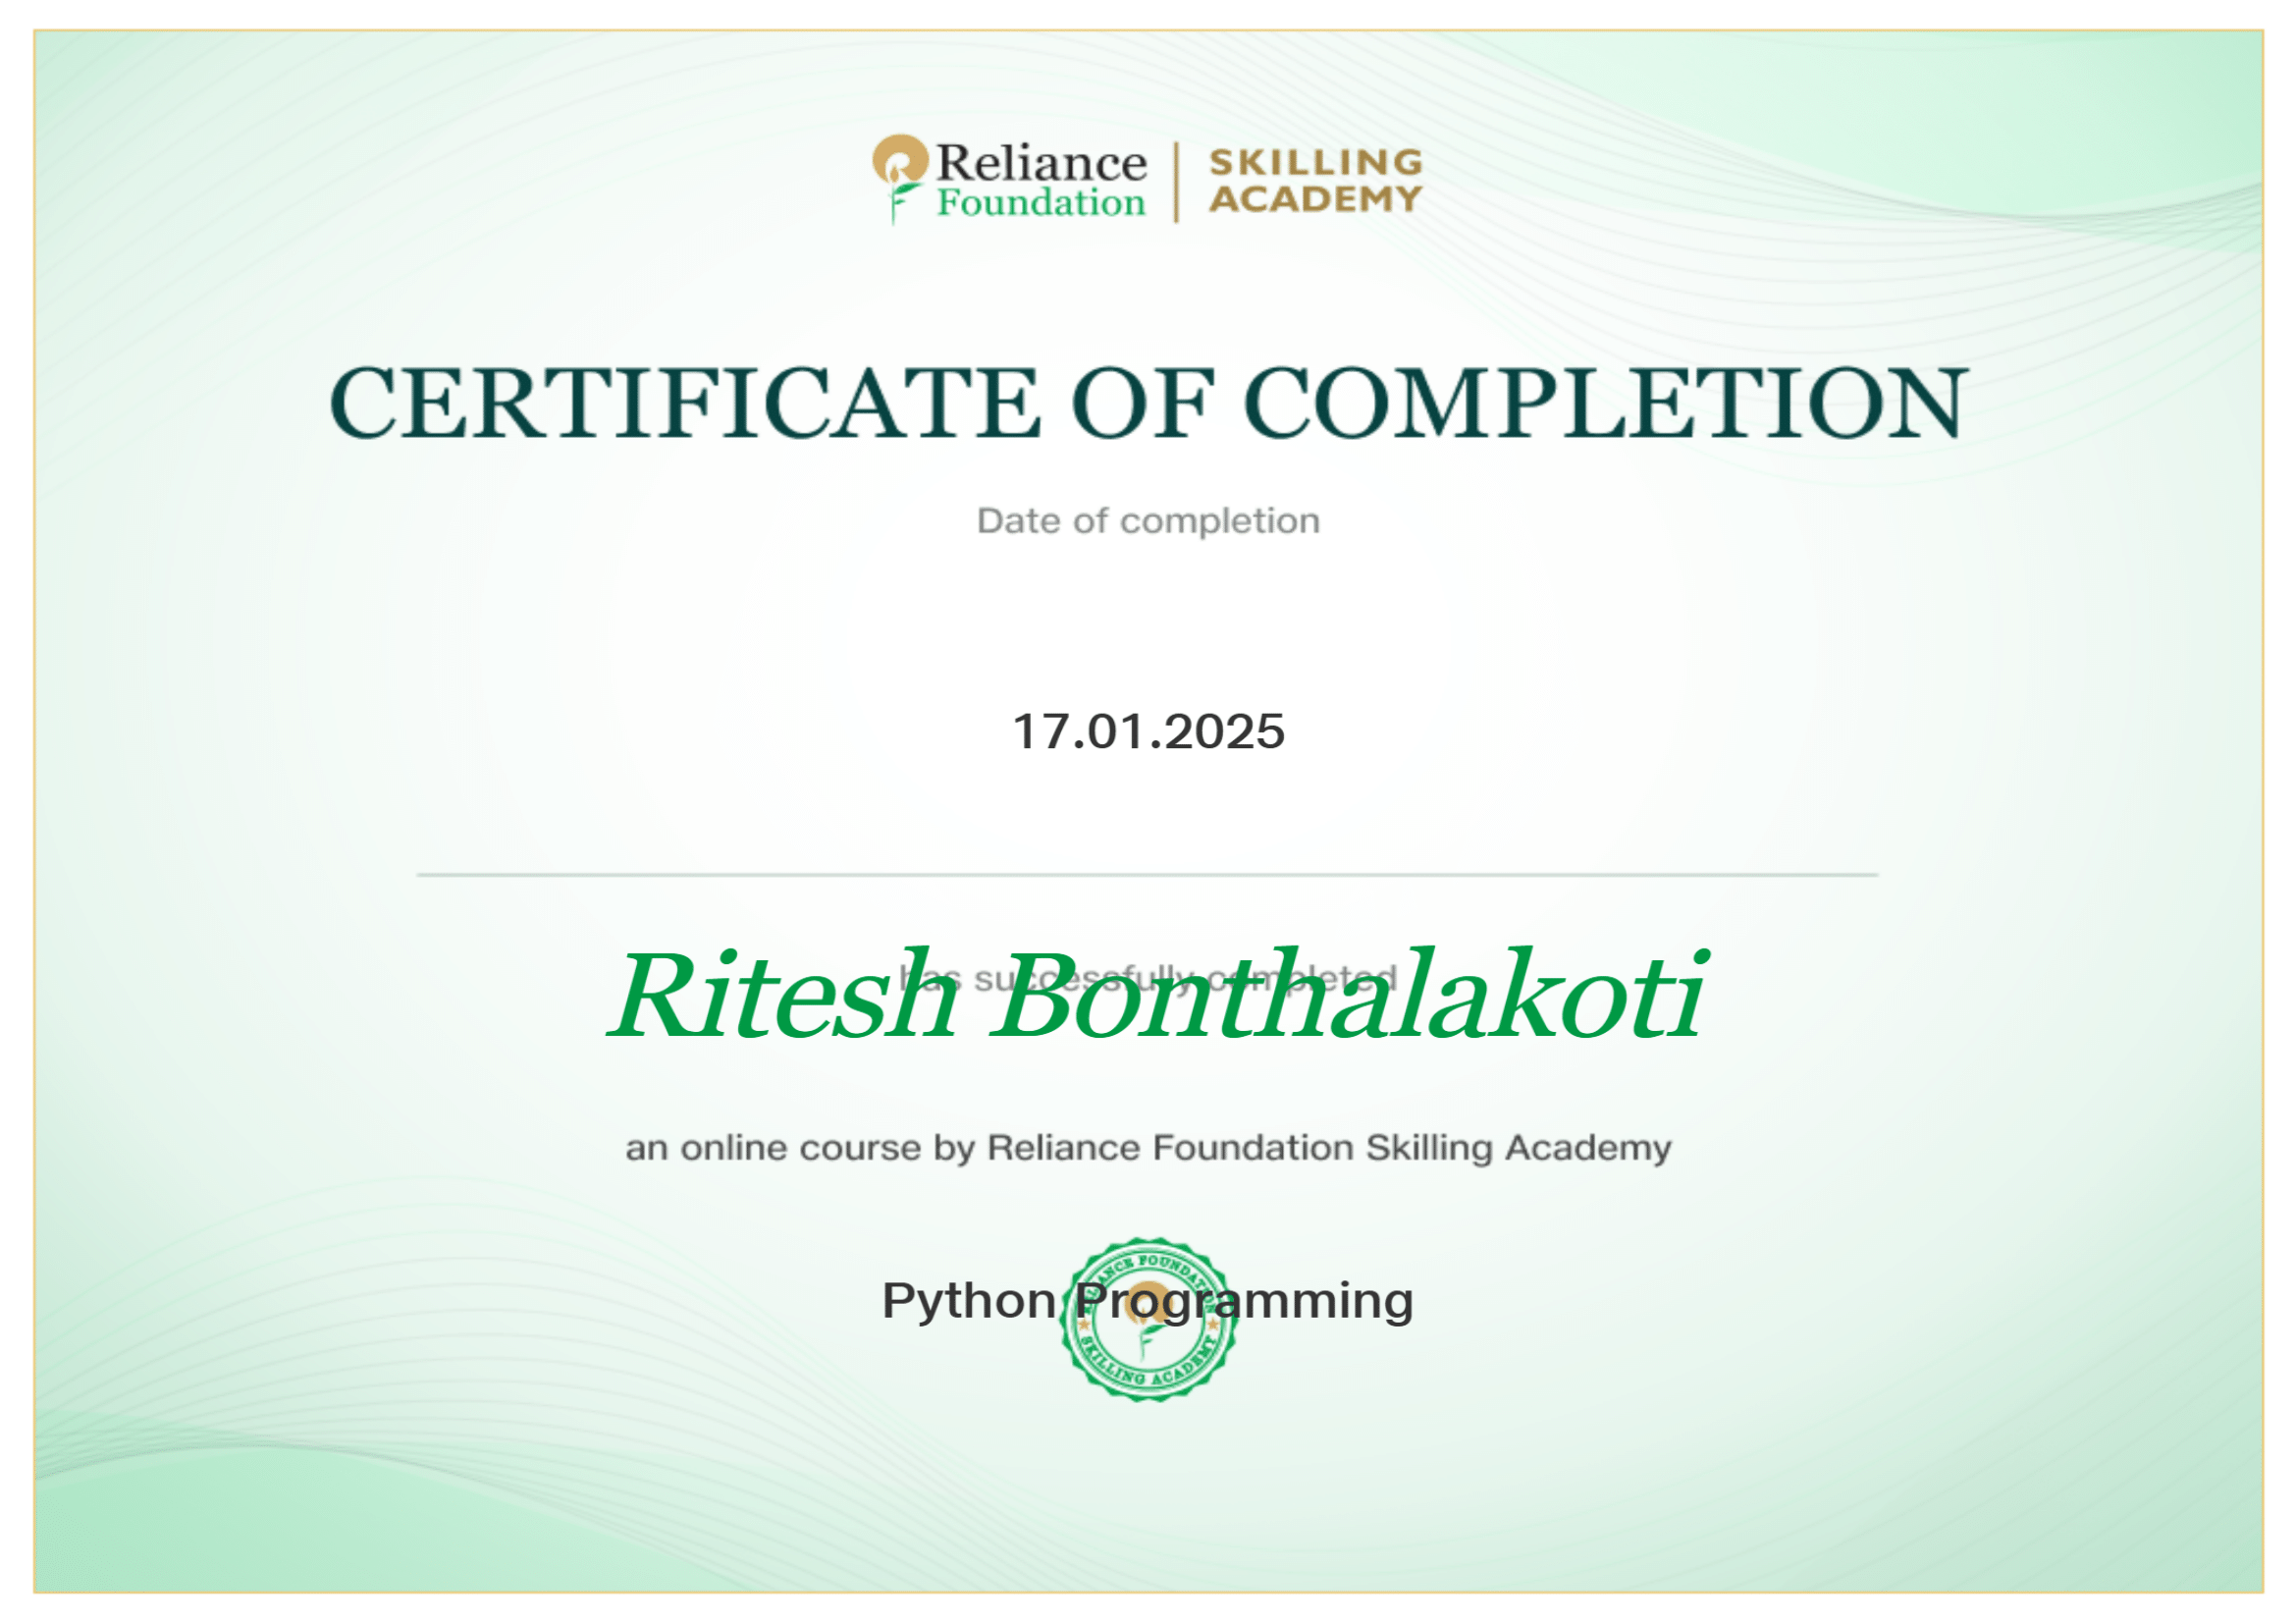 Reliance
Foundation
SKILLING
ACADEMY
CERTIFICATE OF COMPLETION
Date of completion
17.01.2025
has successfully completed
Ritesh Bonthalakoti
an online course by Reliance Foundation Skilling Academy
Python Programming
RELIANCE FOUNDATION
SKILLING ACADEMY